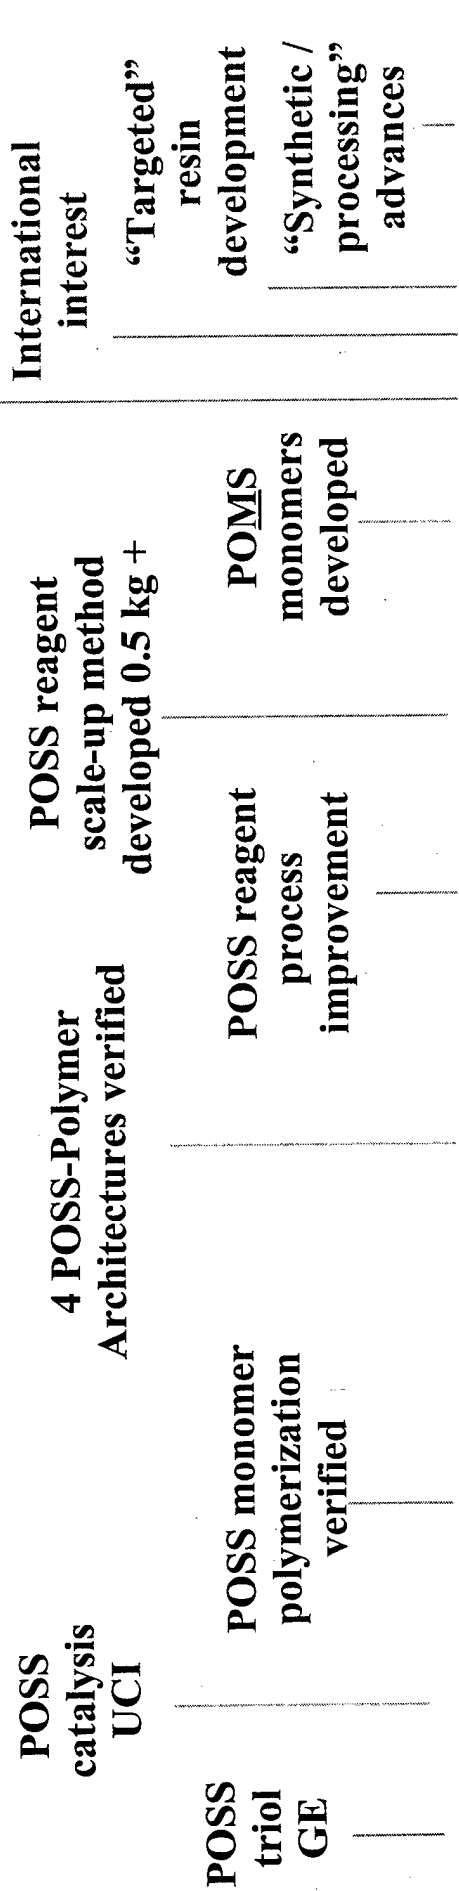 POSS
triol
GE
POSS
catalysis
UCI
POSS monomer
polymerization
verified
4 POSS-Polymer
Architectures verified
POSS reagent
process
improvement
POSS reagent
scale-up method
developed 0.5 kg +
POMS
monomers
developed
International
interest
“Targeted”
resin
development
“Synthetic /
processing”
advances